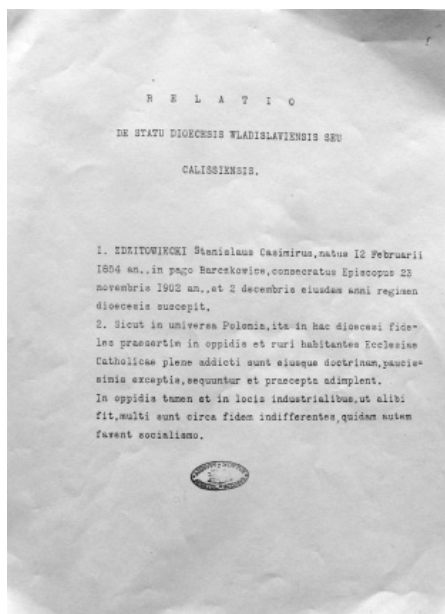 R E L A T I O
DE STATU DIOECESIS WLADISLAVIENSIS SEU
CALISSIENSIS.
1. ZDZITOWIECKI Stanislaus Casimirus,natus I2 Februarii
I854 an.,in pago Barczkowice,consecratus Episcopus 23
novembris I902 an.,et 2 decembris eiusdem anni regimen
dioecesis suscepit.
2. Sicut in universa Polonia,ita in hac dioecesi fide-
les praesertim in oppidis et ruri habitantes Ecclesiae
Catholicae plene addicti sunt eiusque doctrinam,paucis-
simis exceptis,sequuntur et praecepta adimplent.
In oppidis tamen et in locis industrialibus,ut alibi
fit,multi sunt circa fidem indifferentes,quidam autem
favent socialismo.